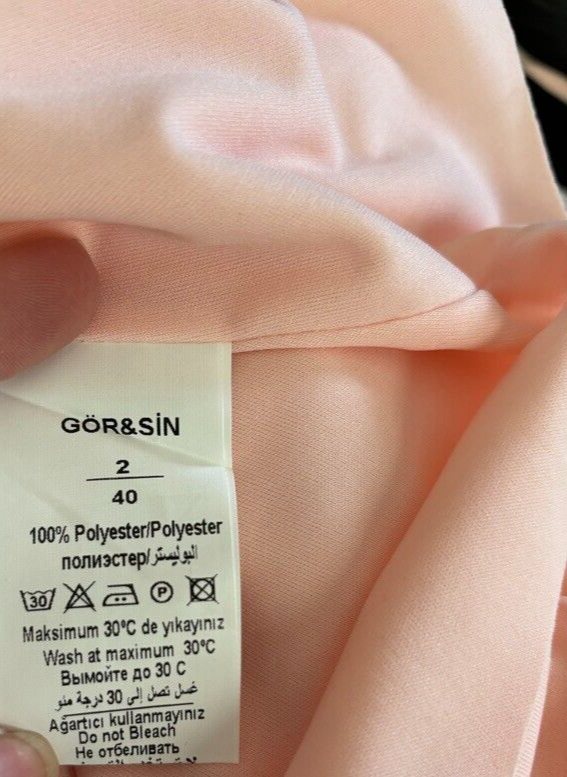 GÖR&SİN
2
40
100% Polyester/Polyester
полиэстер/البوليستر
30 P
Maksimum 30°C de yıkayınız
Wash at maximum 30°C
Вымойте до 30 C
غسل تصل إلى 30 درجة مئو
Ağartıcı kullanmayınız
Do not Bleach
Не отбеливать